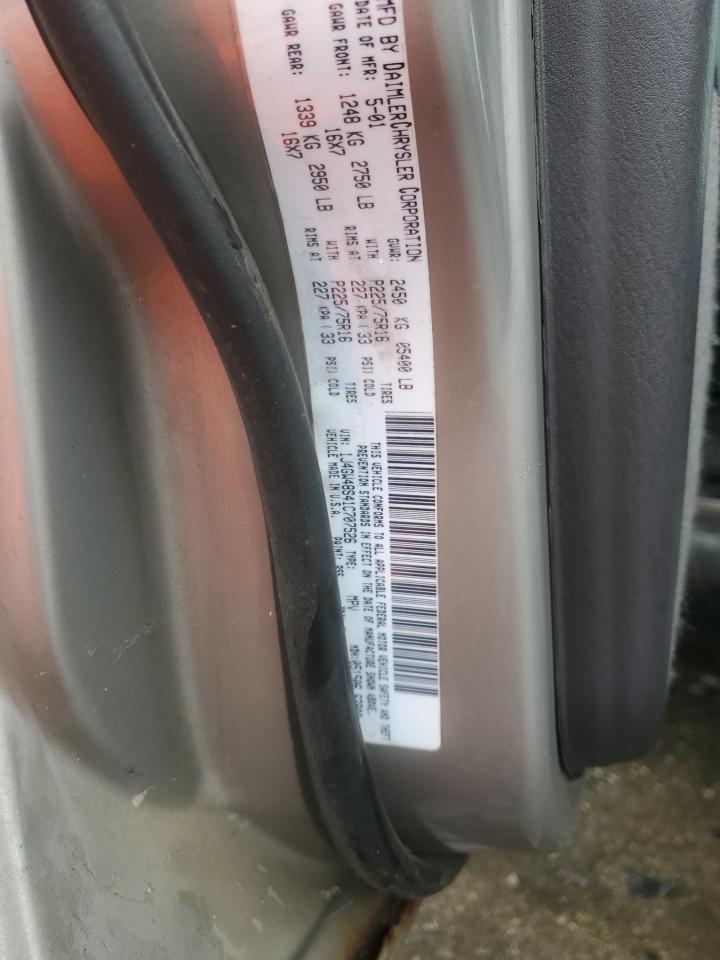 MFD BY DAIMLERCHRYSLER CORPORATION
DATE OF MFR: 5-01 GVWR: 2450 KG 05400 LB
GAWR FRONT: 1248 KG 2750 LB WITH P225/75R16 TIRES
16X7 RIMS AT 227 KPA ( 33 PSI) COLD
GAWR REAR: 1339 KG 2950 LB WITH P225/75R16 TIRES
16X7 RIMS AT 227 KPA ( 33 PSI) COLD
THIS VEHICLE CONFORMS TO ALL APPLICABLE FEDERAL MOTOR VEHICLE SAFETY AND THEFT
PREVENTION STANDARDS IN EFFECT ON THE DATE OF MANUFACTURE SHOWN ABOVE.
VIN: 1J4GW48S41C707526 TYPE: MPV
VEHICLE MADE IN U.S.A. PAINT: